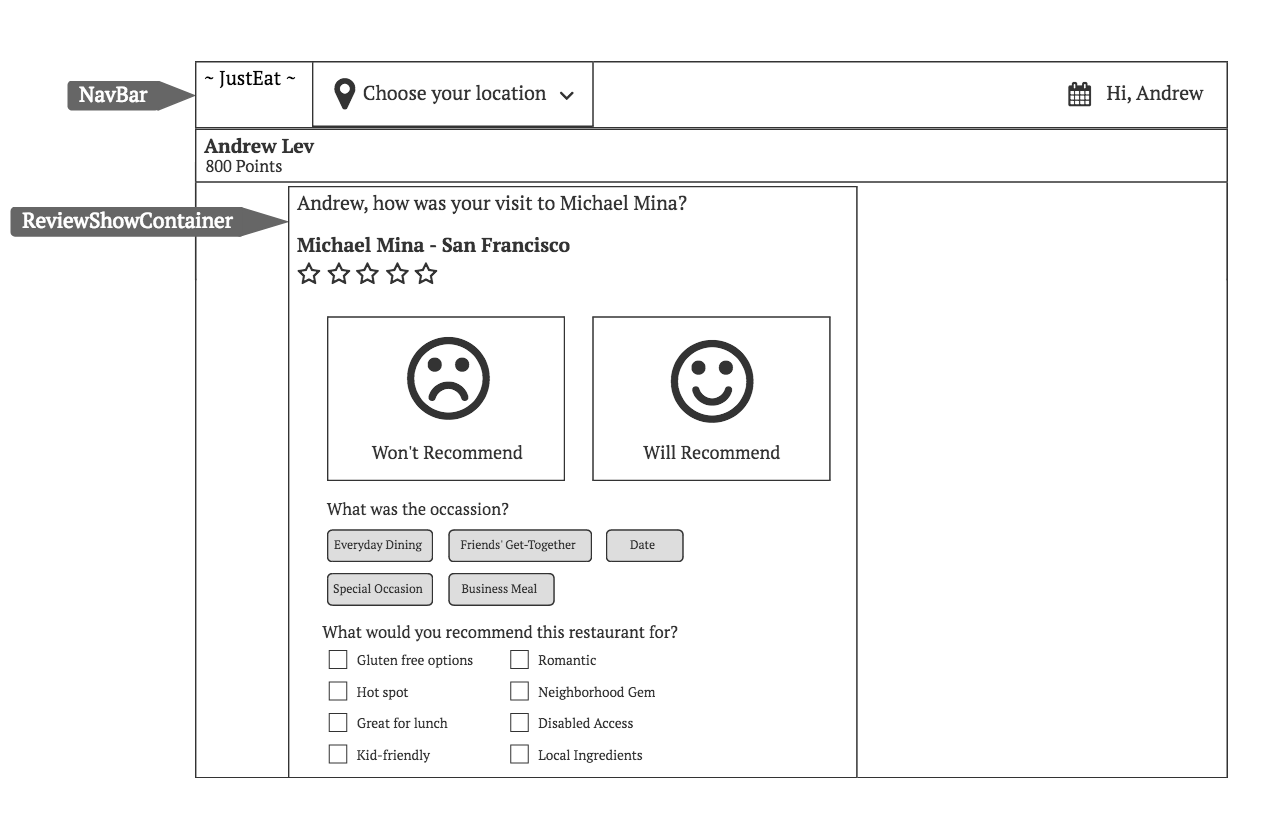 NavBar
~ JustEat ~
Choose your location
Hi, Andrew
Andrew Lev
800 Points
ReviewShowContainer
Andrew, how was your visit to Michael Mina?
Michael Mina - San Francisco
Won't Recommend
Will Recommend
What was the occassion?
Everyday Dining
Friends' Get-Together
Date
Special Occasion
Business Meal
What would you recommend this restaurant for?
Gluten free options
Romantic
Hot spot
Neighborhood Gem
Great for lunch
Disabled Access
Kid-friendly
Local Ingredients